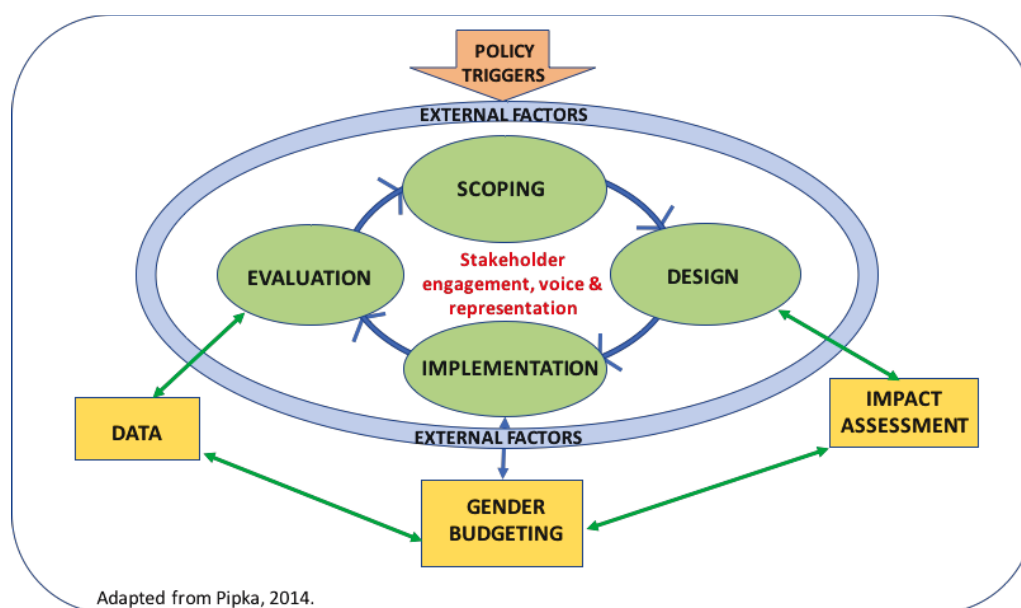 POLICY
TRIGGERS
EXTERNAL FACTORS
SCOPING
EVALUATION
Stakeholder
engagement, voice &
representation
DESIGN
IMPLEMENTATION
EXTERNAL FACTORS
DATA
IMPACT
ASSESSMENT
GENDER
BUDGETING
Adapted from Pipka, 2014.